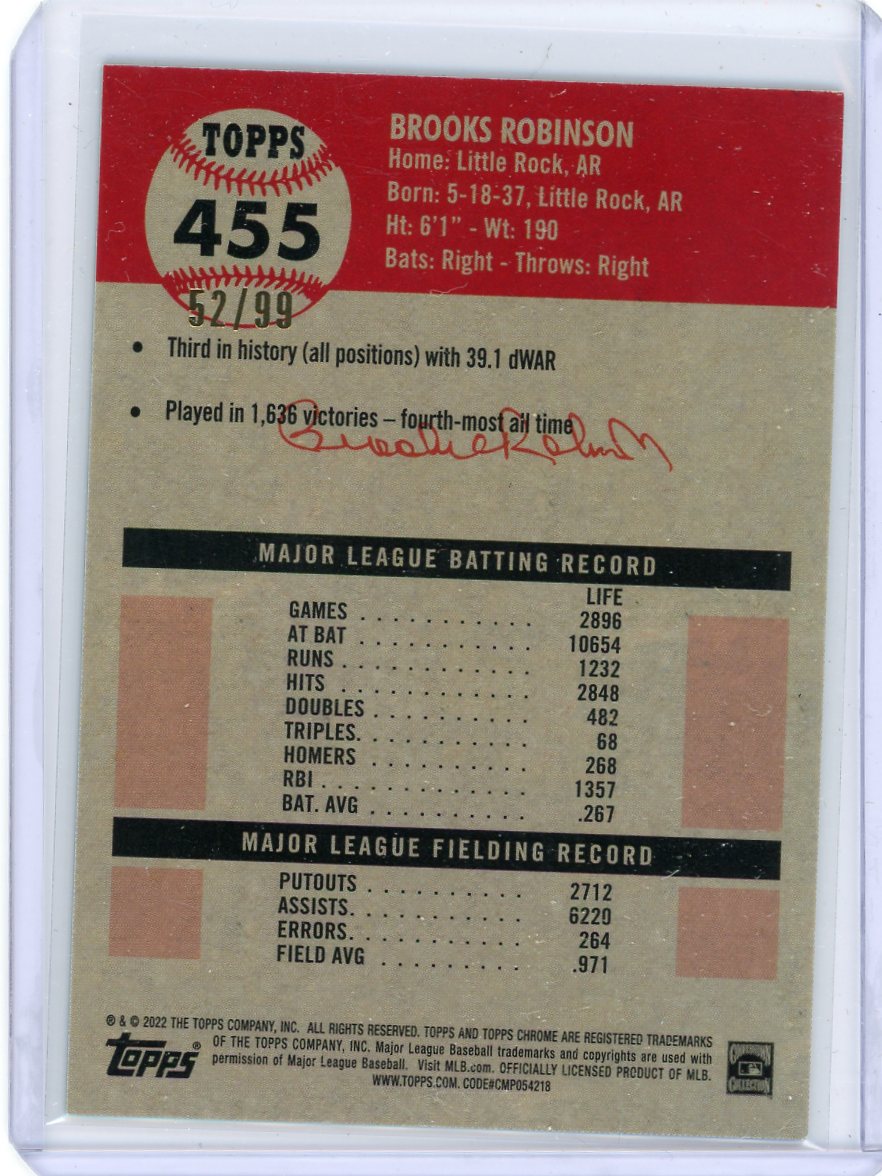 TOPPS
455
52/99
BROOKS ROBINSON
Home: Little Rock, AR
Born: 5-18-37, Little Rock, AR
Ht: 6'1" - Wt: 190
Bats: Right - Throws: Right
• Third in history (all positions) with 39.1 dWAR
• Played in 1,636 victories – fourth-most all time
Brooks Robinson
MAJOR LEAGUE BATTING RECORD
LIFE
GAMES . . . . . . . . . . . 2896
AT BAT . . . . . . . . . . . 10654
RUNS . . . . . . . . . . . . 1232
HITS . . . . . . . . . . . . 2848
DOUBLES . . . . . . . . . . 482
TRIPLES. . . . . . . . . . . 68
HOMERS . . . . . . . . . . 268
RBI . . . . . . . . . . . . . 1357
BAT. AVG . . . . . . . . . . .267
MAJOR LEAGUE FIELDING RECORD
PUTOUTS . . . . . . . . . . 2712
ASSISTS. . . . . . . . . . . 6220
ERRORS. . . . . . . . . . . 264
FIELD AVG . . . . . . . . . .971
® & © 2022 THE TOPPS COMPANY, INC. ALL RIGHTS RESERVED. TOPPS AND TOPPS CHROME ARE REGISTERED TRADEMARKS
OF THE TOPPS COMPANY, INC. Major League Baseball trademarks and copyrights are used with
permission of Major League Baseball. Visit MLB.com. OFFICIALLY LICENSED PRODUCT OF MLB.
WWW.TOPPS.COM. CODE#CMP054218
Topps®
COOPERSTOWN
COLLECTION